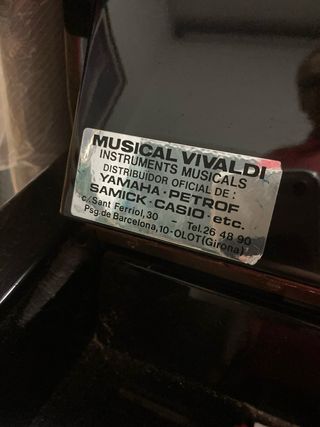 MUSICAL VIVALDI
INSTRUMENTS MUSICALS
DISTRIBUIDOR OFICIAL DE :
YAMAHA · PETROF
SAMICK · CASIO · etc.
c/Sant Ferriol, 30 - Tel. 26 48 90
Psg. de Barcelona, 10-OLOT (Girona)